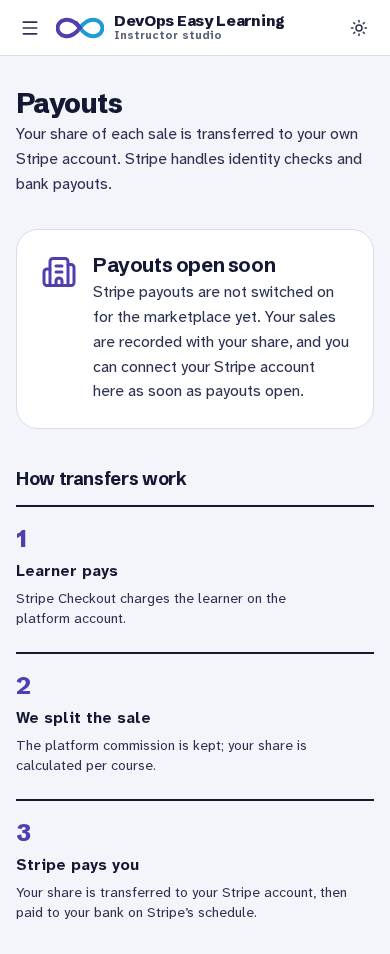 DevOps Easy Learning
Instructor studio
Payouts
Your share of each sale is transferred to your own
Stripe account. Stripe handles identity checks and
bank payouts.
Payouts open soon
Stripe payouts are not switched on
for the marketplace yet. Your sales
are recorded with your share, and you
can connect your Stripe account
here as soon as payouts open.
How transfers work
1
Learner pays
Stripe Checkout charges the learner on the
platform account.
2
We split the sale
The platform commission is kept; your share is
calculated per course.
3
Stripe pays you
Your share is transferred to your Stripe account, then
paid to your bank on Stripe's schedule.